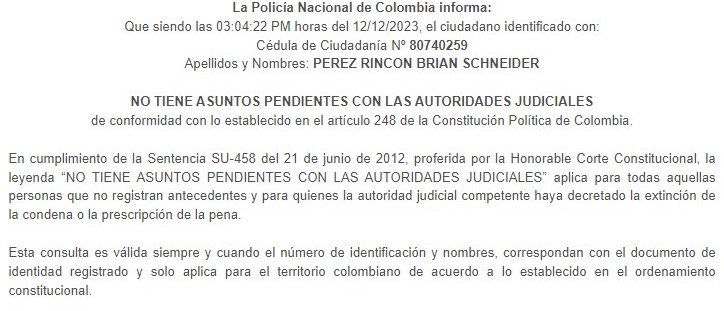 La Policía Nacional de Colombia informa:
Que siendo las 03:04:22 PM horas del 12/12/2023, el ciudadano identificado con:
Cédula de Ciudadanía Nº 80740259
Apellidos y Nombres: PEREZ RINCON BRIAN SCHNEIDER
NO TIENE ASUNTOS PENDIENTES CON LAS AUTORIDADES JUDICIALES
de conformidad con lo establecido en el artículo 248 de la Constitución Política de Colombia.
En cumplimiento de la Sentencia SU-458 del 21 de junio de 2012, proferida por la Honorable Corte Constitucional, la
leyenda “NO TIENE ASUNTOS PENDIENTES CON LAS AUTORIDADES JUDICIALES” aplica para todas aquellas
personas que no registran antecedentes y para quienes la autoridad judicial competente haya decretado la extinción de
la condena o la prescripción de la pena.
Esta consulta es válida siempre y cuando el número de identificación y nombres, correspondan con el documento de
identidad registrado y solo aplica para el territorio colombiano de acuerdo a lo establecido en el ordenamiento
constitucional.